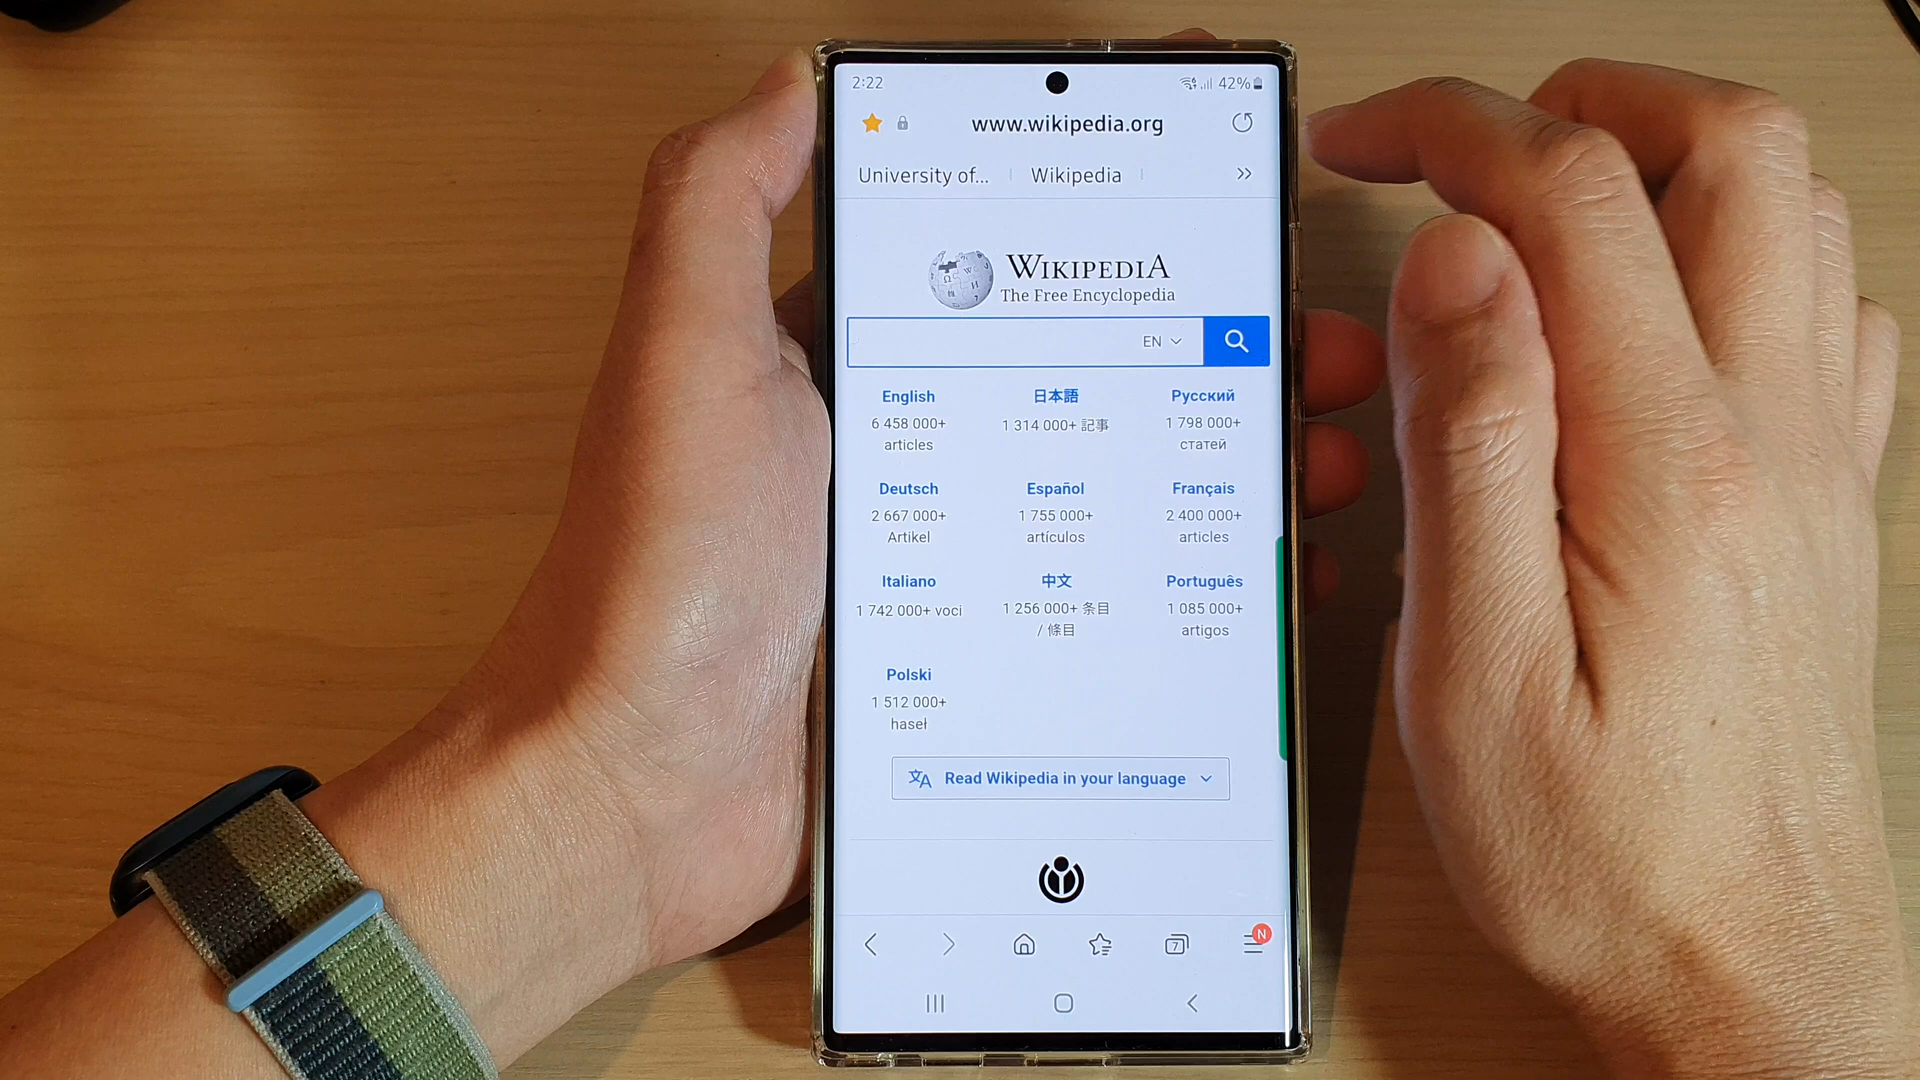 2:22 42%
www.wikipedia.org
University of... Wikipedia
WIKIPEDIA
The Free Encyclopedia
EN
English 日本語 Русский
6 458 000+ 1 314 000+ 記事 1 798 000+
articles статей
Deutsch Español Français
2 667 000+ 1 755 000+ 2 400 000+
Artikel artículos articles
Italiano 中文 Português
1 742 000+ voci 1 256 000+ 条目 1 085 000+
/ 條目 artigos
Polski
1 512 000+
haseł
文A Read Wikipedia in your language
7 N